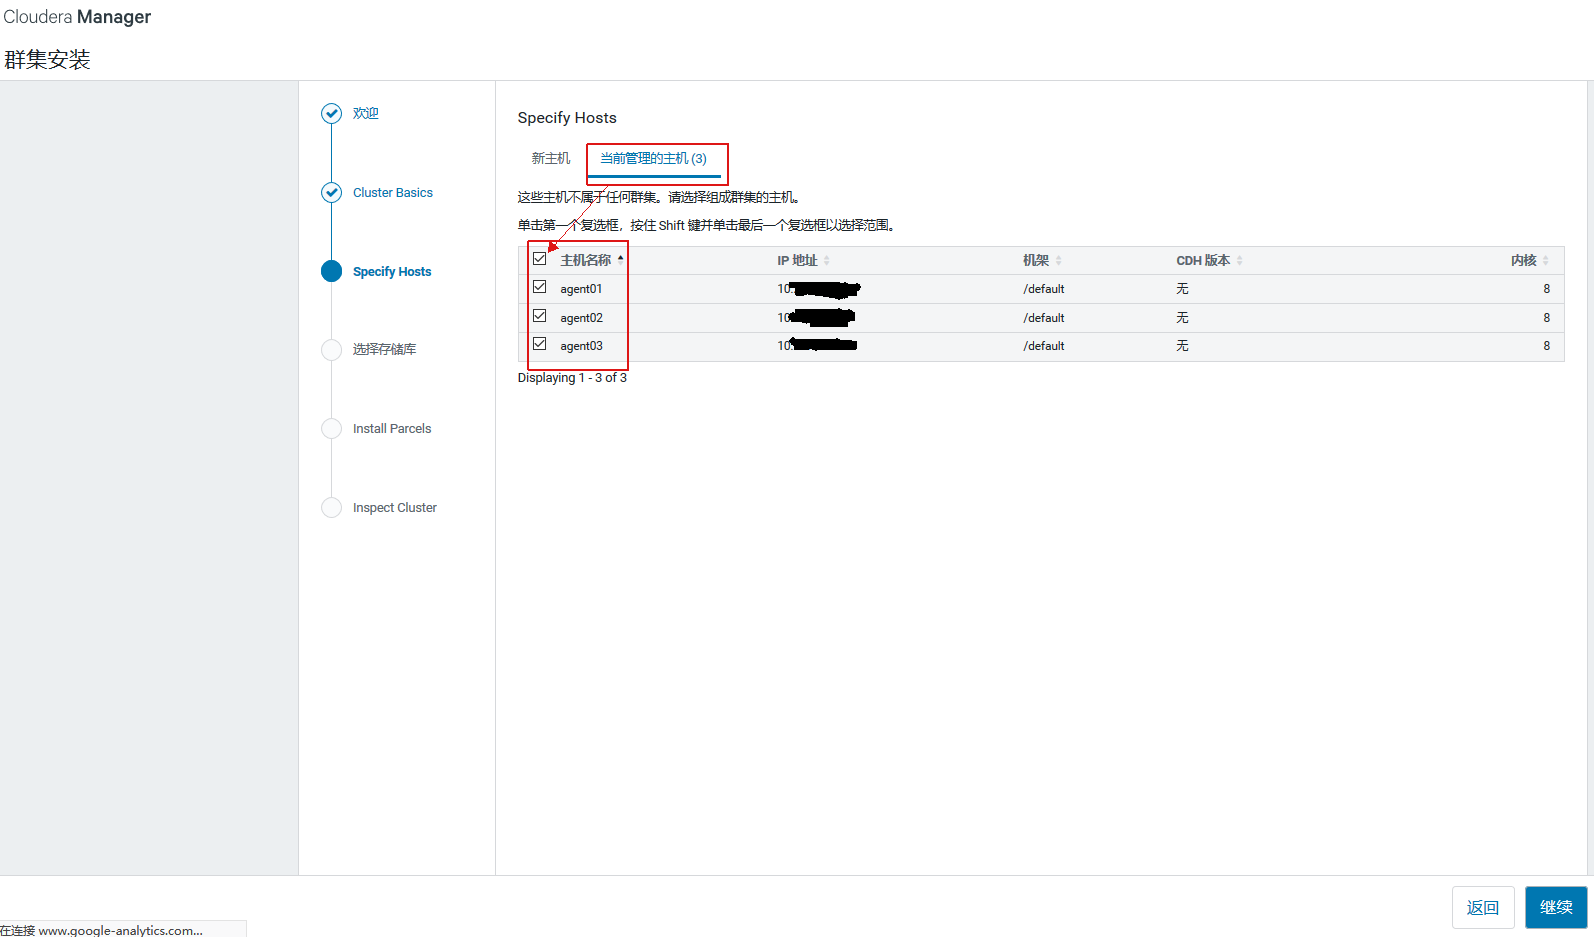 Cloudera Manager
群集安装
欢迎
Cluster Basics
Specify Hosts
选择存储库
Install Parcels
Inspect Cluster
Specify Hosts
新主机 当前管理的主机 (3)
这些主机不属于任何群集。请选择组成群集的主机。
单击第一个复选框，按住 Shift 键并单击最后一个复选框以选择范围。
主机名称 IP 地址 机架 CDH 版本 内核
agent01 10. /default 无 8
agent02 10 /default 无 8
agent03 10. /default 无 8
Displaying 1 - 3 of 3
返回 继续
在连接 www.google-analytics.com...